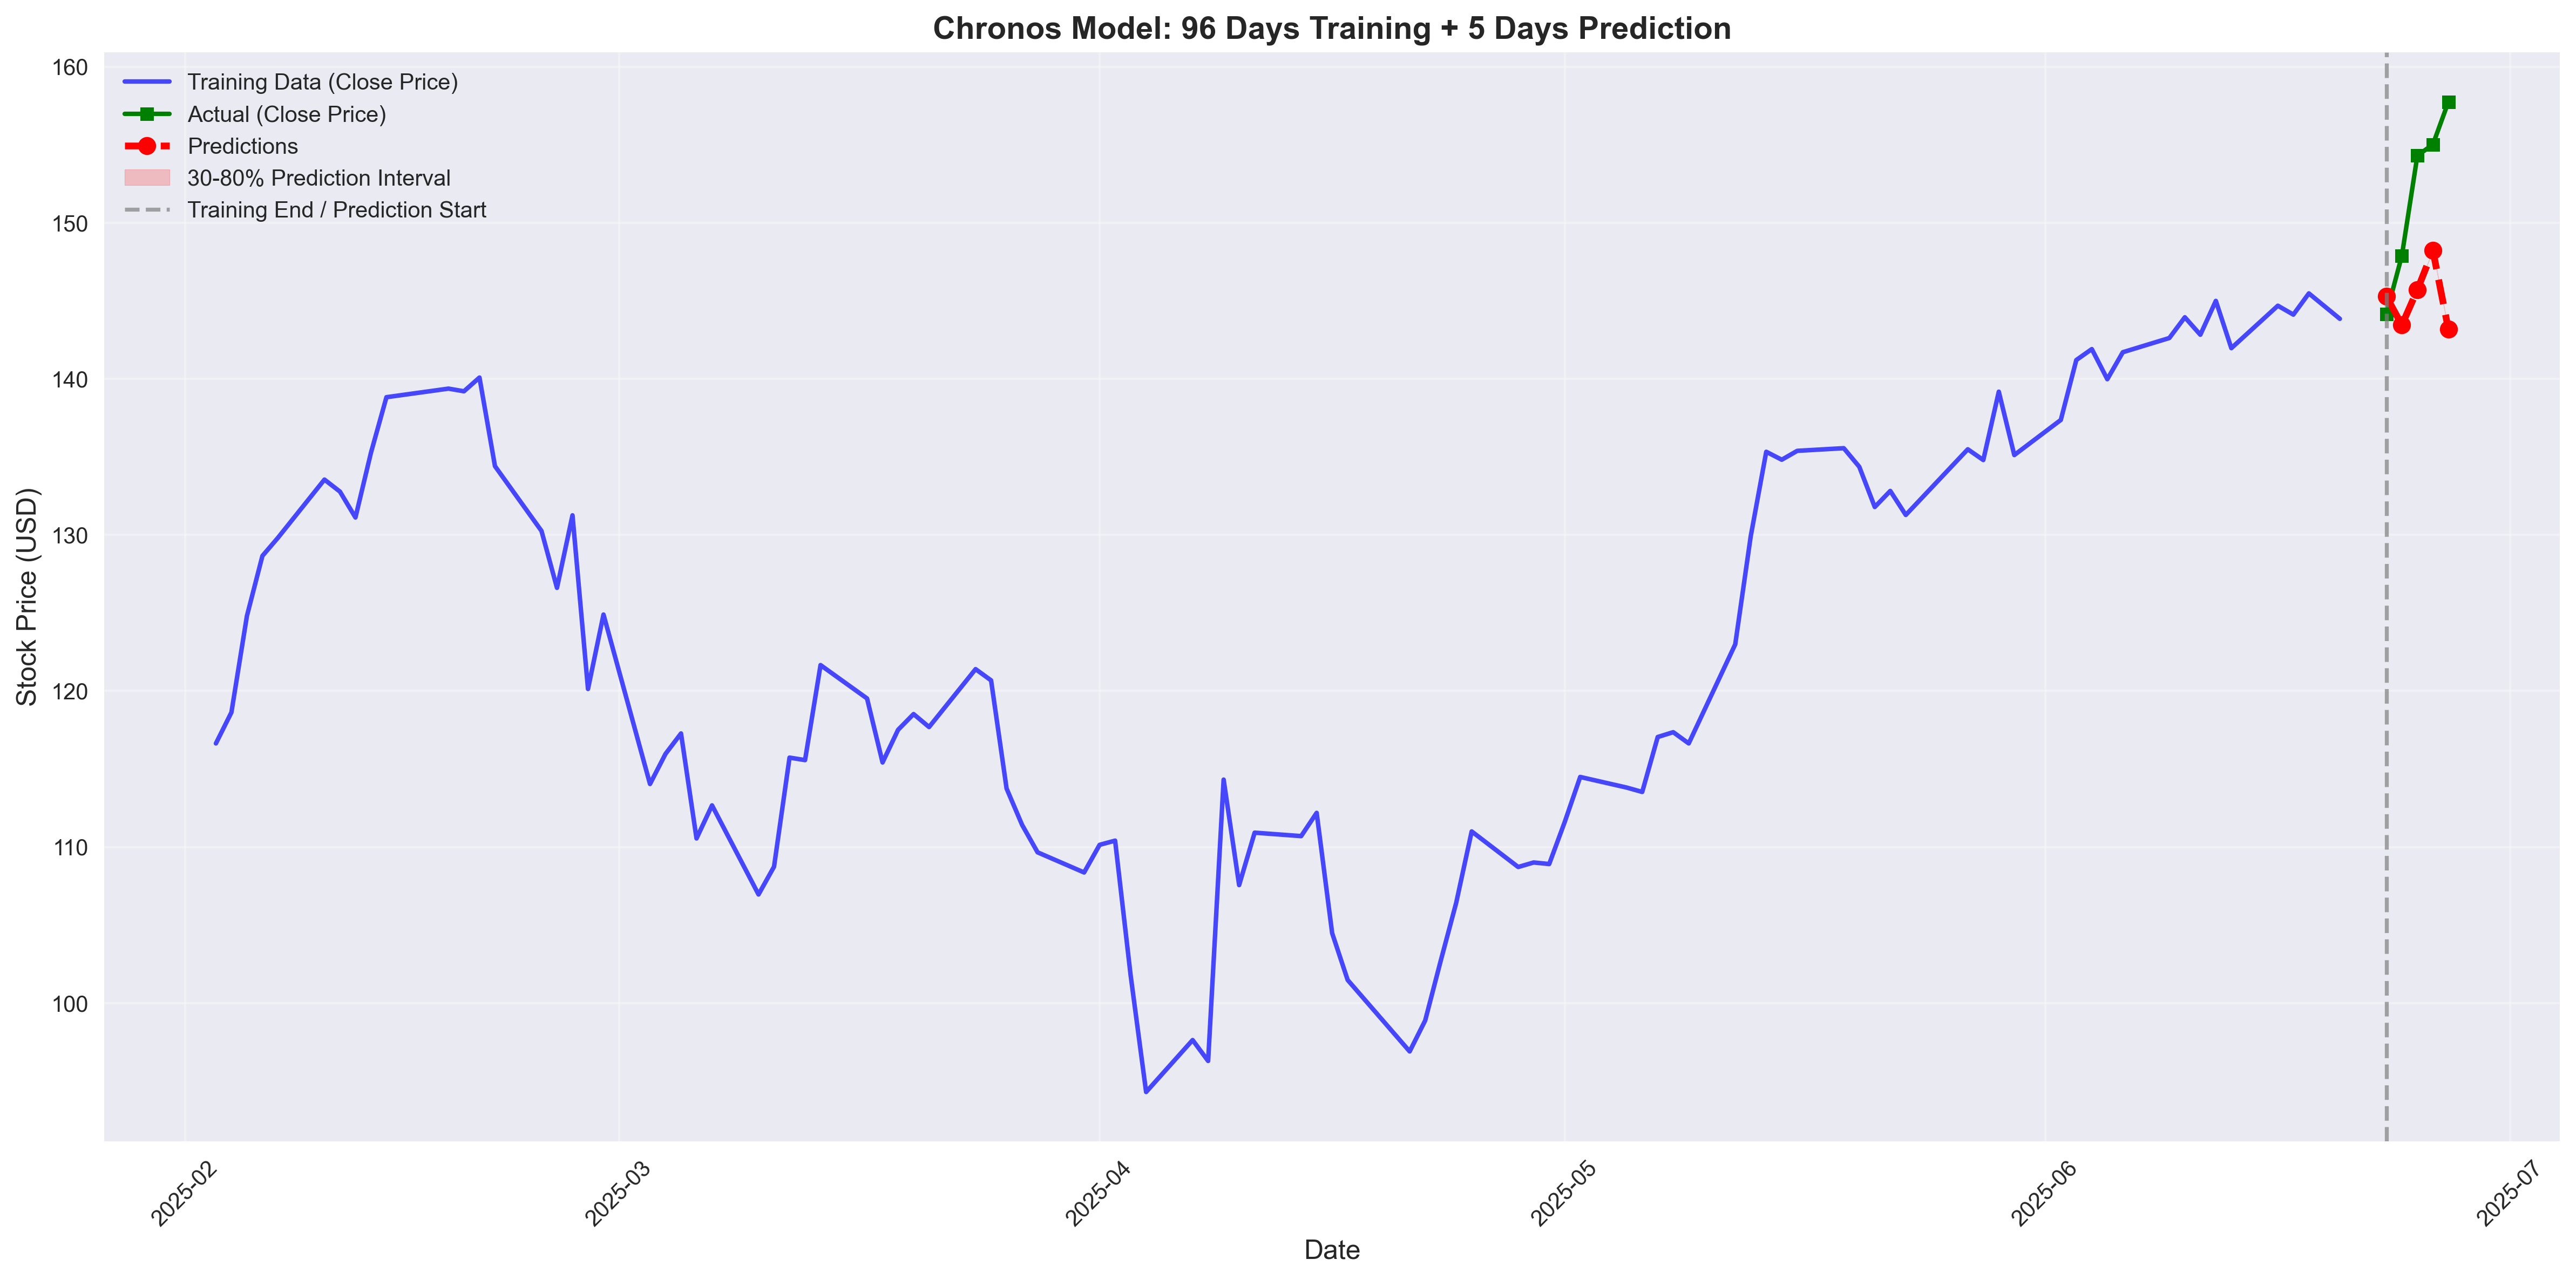 Chronos Model: 96 Days Training + 5 Days Prediction
Training Data (Close Price)
Actual (Close Price)
Predictions
30-80% Prediction Interval
Training End / Prediction Start
Stock Price (USD)
160
150
140
130
120
110
100
2025-02
2025-03
2025-04
2025-05
2025-06
2025-07
Date